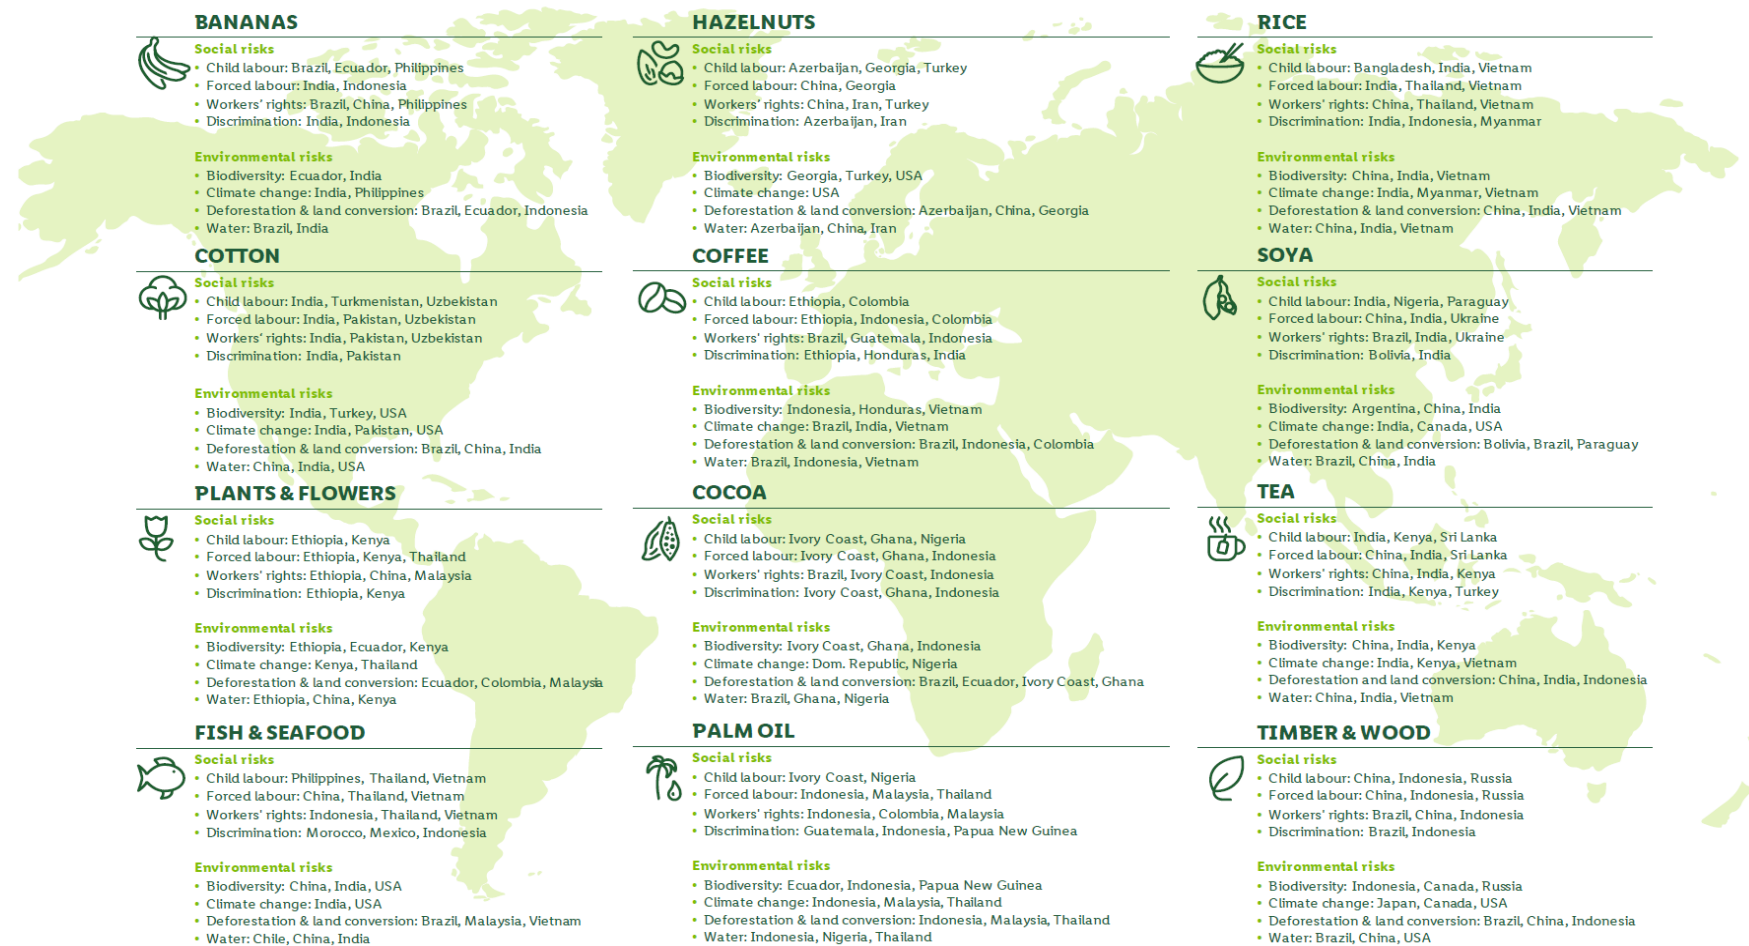 BANANAS
Social risks
• Child labour: Brazil, Ecuador, Philippines
• Forced labour: India, Indonesia
• Workers' rights: Brazil, China, Philippines
• Discrimination: India, Indonesia
Environmental risks
• Biodiversity: Ecuador, India
• Climate change: India, Philippines
• Deforestation & land conversion: Brazil, Ecuador, Indonesia
• Water: Brazil, India
COTTON
Social risks
• Child labour: India, Turkmenistan, Uzbekistan
• Forced labour: India, Pakistan, Uzbekistan
• Workers' rights: India, Pakistan, Uzbekistan
• Discrimination: India, Pakistan
Environmental risks
• Biodiversity: India, Turkey, USA
• Climate change: India, Pakistan, USA
• Deforestation & land conversion: Brazil, China, India
• Water: China, India, USA
PLANTS & FLOWERS
Social risks
• Child labour: Ethiopia, Kenya
• Forced labour: Ethiopia, Kenya, Thailand
• Workers' rights: Ethiopia, China, Malaysia
• Discrimination: Ethiopia, Kenya
Environmental risks
• Biodiversity: Ethiopia, Ecuador, Kenya
• Climate change: Kenya, Thailand
• Deforestation & land conversion: Ecuador, Colombia, Malaysia
• Water: Ethiopia, China, Kenya
FISH & SEAFOOD
Social risks
• Child labour: Philippines, Thailand, Vietnam
• Forced labour: China, Thailand, Vietnam
• Workers' rights: Indonesia, Thailand, Vietnam
• Discrimination: Morocco, Mexico, Indonesia
Environmental risks
• Biodiversity: China, India, USA
• Climate change: India, USA
• Deforestation & land conversion: Brazil, Malaysia, Vietnam
• Water: Chile, China, India
HAZELNUTS
Social risks
• Child labour: Azerbaijan, Georgia, Turkey
• Forced labour: China, Georgia
• Workers' rights: China, Iran, Turkey
• Discrimination: Azerbaijan, Iran
Environmental risks
• Biodiversity: Georgia, Turkey, USA
• Climate change: USA
• Deforestation & land conversion: Azerbaijan, China, Georgia
• Water: Azerbaijan, China, Iran
COFFEE
Social risks
• Child labour: Ethiopia, Colombia
• Forced labour: Ethiopia, Indonesia, Colombia
• Workers' rights: Brazil, Guatemala, Indonesia
• Discrimination: Ethiopia, Honduras, India
Environmental risks
• Biodiversity: Indonesia, Honduras, Vietnam
• Climate change: Brazil, India, Vietnam
• Deforestation & land conversion: Brazil, Indonesia, Colombia
• Water: Brazil, Indonesia, Vietnam
COCOA
Social risks
• Child labour: Ivory Coast, Ghana, Nigeria
• Forced labour: Ivory Coast, Ghana, Indonesia
• Workers' rights: Brazil, Ivory Coast, Indonesia
• Discrimination: Ivory Coast, Ghana, Indonesia
Environmental risks
• Biodiversity: Ivory Coast, Ghana, Indonesia
• Climate change: Dom. Republic, Nigeria
• Deforestation & land conversion: Brazil, Ecuador, Ivory Coast, Ghana
• Water: Brazil, Ghana, Nigeria
PALM OIL
Social risks
• Child labour: Ivory Coast, Nigeria
• Forced labour: Indonesia, Malaysia, Thailand
• Workers' rights: Indonesia, Colombia, Malaysia
• Discrimination: Guatemala, Indonesia, Papua New Guinea
Environmental risks
• Biodiversity: Ecuador, Indonesia, Papua New Guinea
• Climate change: Indonesia, Malaysia, Thailand
• Deforestation & land conversion: Indonesia, Malaysia, Thailand
• Water: Indonesia, Nigeria, Thailand
RICE
Social risks
• Child labour: Bangladesh, India, Vietnam
• Forced labour: India, Thailand, Vietnam
• Workers' rights: China, Thailand, Vietnam
• Discrimination: India, Indonesia, Myanmar
Environmental risks
• Biodiversity: China, India, Vietnam
• Climate change: India, Myanmar, Vietnam
• Deforestation & land conversion: China, India, Vietnam
• Water: China, India, Vietnam
SOYA
Social risks
• Child labour: India, Nigeria, Paraguay
• Forced labour: China, India, Ukraine
• Workers' rights: Brazil, India, Ukraine
• Discrimination: Bolivia, India
Environmental risks
• Biodiversity: Argentina, China, India
• Climate change: India, Canada, USA
• Deforestation & land conversion: Bolivia, Brazil, Paraguay
• Water: Brazil, China, India
TEA
Social risks
• Child labour: India, Kenya, Sri Lanka
• Forced labour: China, India, Sri Lanka
• Workers' rights: China, India, Kenya
• Discrimination: India, Kenya, Turkey
Environmental risks
• Biodiversity: China, India, Kenya
• Climate change: India, Kenya, Vietnam
• Deforestation and land conversion: China, India, Indonesia
• Water: China, India, Vietnam
TIMBER & WOOD
Social risks
• Child labour: China, Indonesia, Russia
• Forced labour: China, Indonesia, Russia
• Workers' rights: Brazil, China, Indonesia
• Discrimination: Brazil, Indonesia
Environmental risks
• Biodiversity: Indonesia, Canada, Russia
• Climate change: Japan, Canada, USA
• Deforestation & land conversion: Brazil, China, Indonesia
• Water: Brazil, China, USA